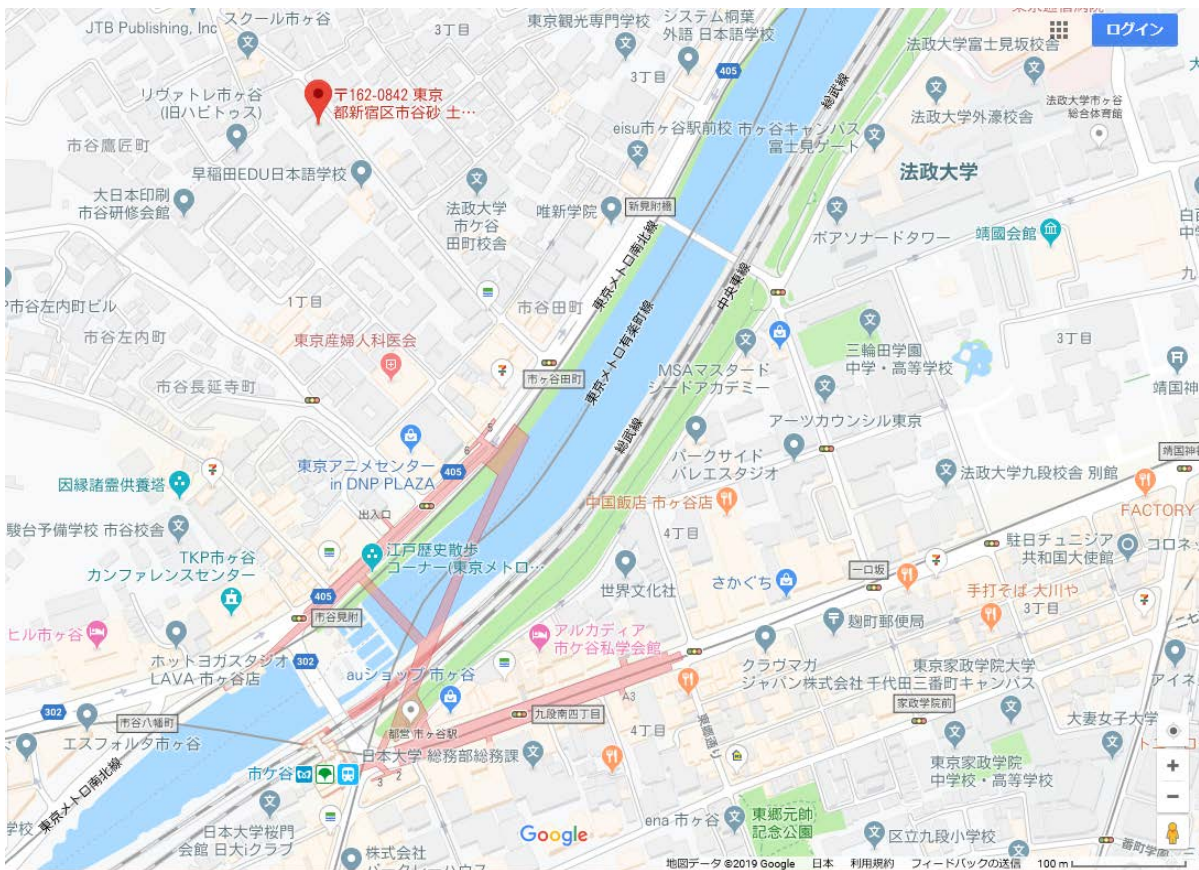 JTB Publishing, Inc
スクール市ヶ谷
3丁目
東京観光専門学校
システム桐葉
外語 日本語学校
3丁目
405
総武線
法政大学富士見坂校舎
ログイン
リヴァトレ市ヶ谷
(旧ハビトゥス)
〒162-0842 東京
都新宿区市谷砂 土…
市谷鷹匠町
早稲田EDU日本語学校
大日本印刷
市谷研修会館
法政大学
市ケ谷
田町校舎
唯新学院
eisu市ヶ谷駅前校
市ヶ谷キャンパス
富士見ゲート
法政大学外濠校舎
法政大学市ヶ谷
総合体育館
法政大学
新見附橋
ボアソナードタワー
靖國会館
東京メトロ南北線
東京メトロ有楽町線
中央東線
市谷左内町ビル
1丁目
市谷田町
市谷左内町
東京産婦人科医会
市谷長延寺町
市ヶ谷田町
MSAマスタード
シードアカデミー
三輪田学園
中学・高等学校
3丁目
靖國神
総武線
アーツカウンシル東京
パークサイド
バレエスタジオ
6
5
東京アニメセンター
in DNP PLAZA
405
因縁諸霊供養塔
出入口
駿台予備学校 市谷校舎
中国飯店 市ヶ谷店
4丁目
法政大学九段校舎 別館
靖国神
FACTORY
TKP市ヶ谷
カンファレンスセンター
江戸歴史散歩
コーナー(東京メトロ…
世界文化社
さかぐち
一口坂
駐日チュニジア
共和国大使館
コロネッ
手打そば 大川や
3丁目
405
市谷見附
麹町郵便局
ヒル市ヶ谷
ホットヨガスタジオ
LAVA 市ヶ谷店
302
アルカディア
市ケ谷私学会館
auショップ 市ヶ谷
クラヴマガ
ジャパン株式会社
東京家政学院大学
千代田三番町キャンパス
A3
302
市谷八幡町
九段南四丁目
家政学院前
エスフォルタ市ヶ谷
都営 市ヶ谷駅
4丁目
大妻女子大学
日本大学 総務部総務課
市ケ谷
3
2
東京家政学院
中学校・高等学校
東京メトロ南北線
日本大学桜門
会館 日大iクラブ
株式会社
Google
ena 市ヶ谷
東郷元帥
記念公園
区立九段小学校
地図データ ©2019 Google
日本
利用規約
フィードバックの送信
100 m